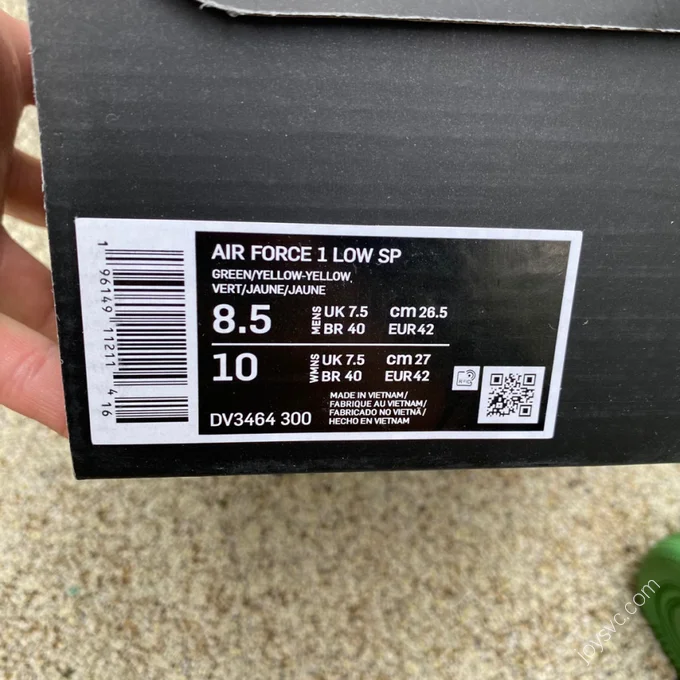 AIR FORCE 1 LOW SP
GREEN/YELLOW-YELLOW,
VERT/JAUNE/JAUNE
8.5 MENS UK 7.5 cm 26.5
BR 40 EUR 42
10 WMNS UK 7.5 cm 27
BR 40 EUR 42
DV3464 300
MADE IN VIETNAM/
FABRIQUE AU VIETNAM/
FABRICADO NO VIETNÃ/
HECHO EN VIETNAM
1 96149 11211 4 16